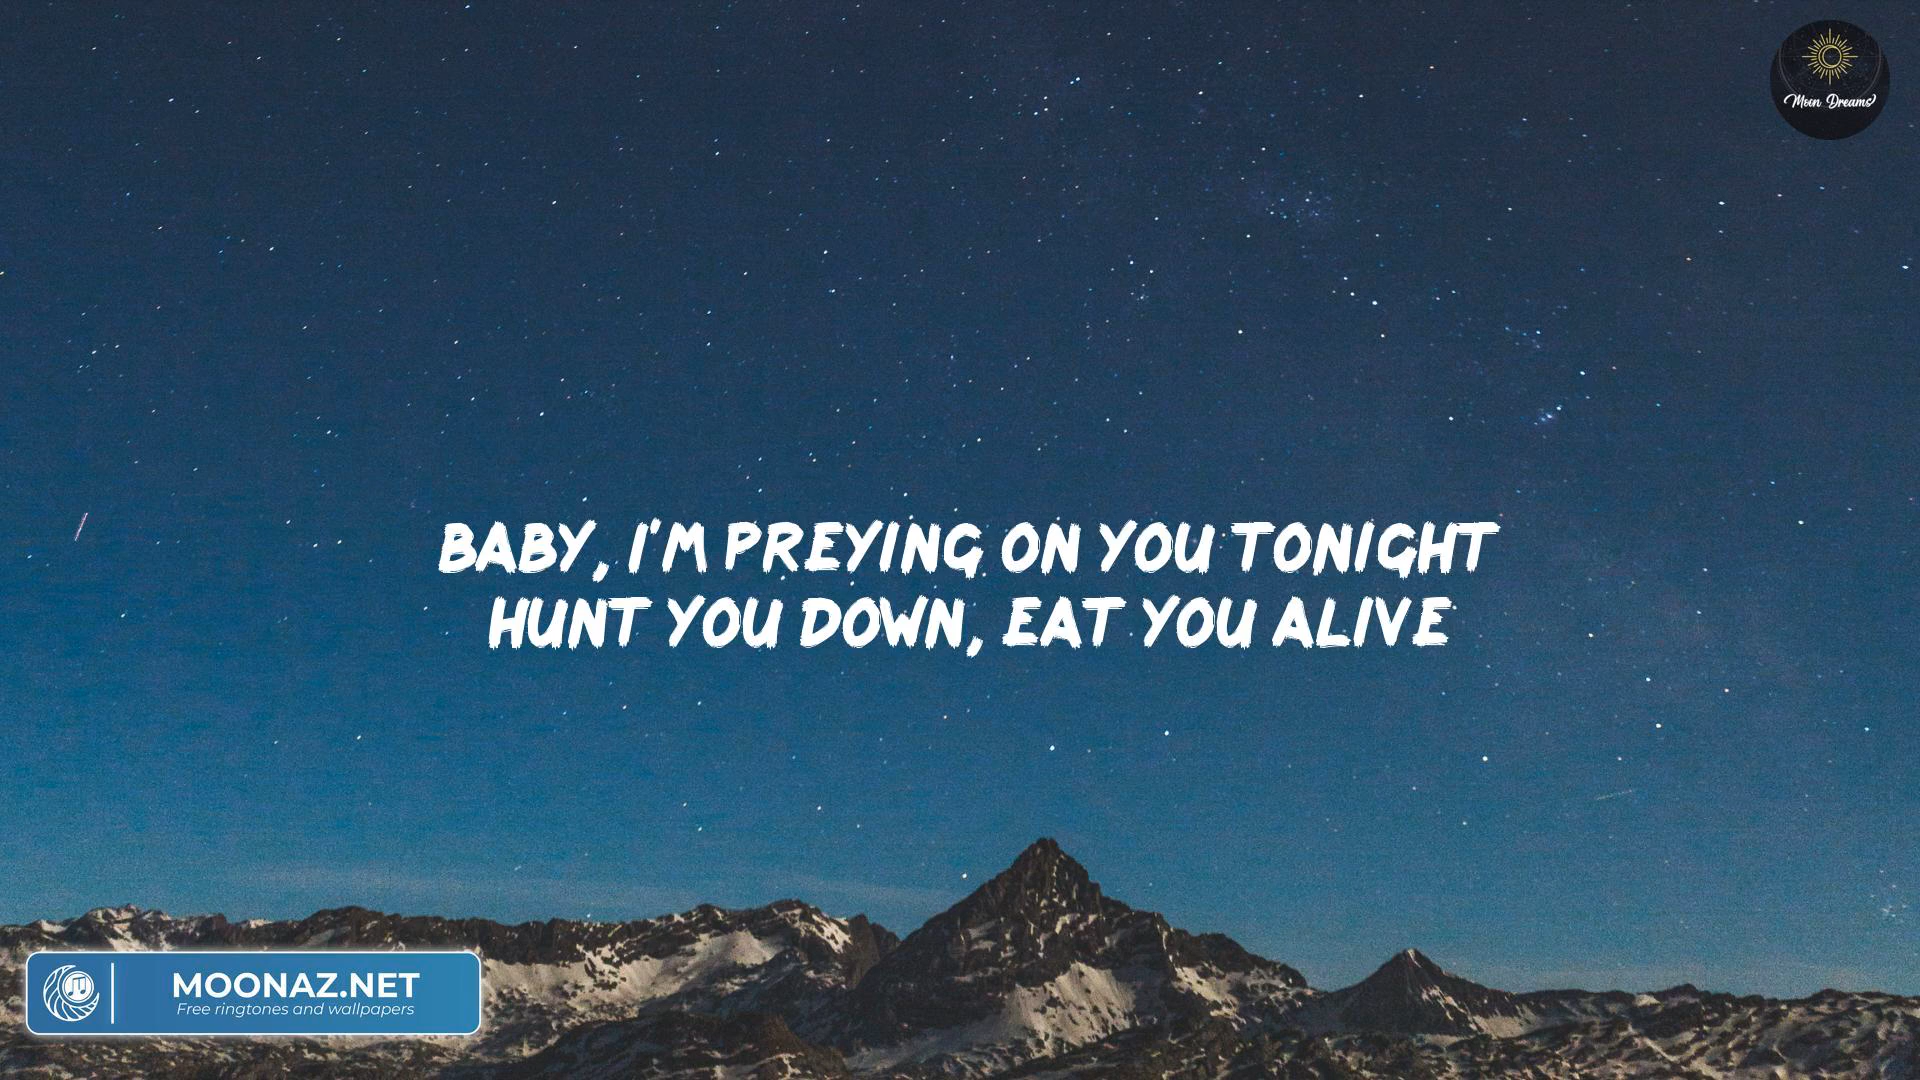 Moon Dreams
BABY, I'M PREYING ON YOU TONIGHT
HUNT YOU DOWN, EAT YOU ALIVE
MOONAZ.NET
Free ringtones and wallpapers